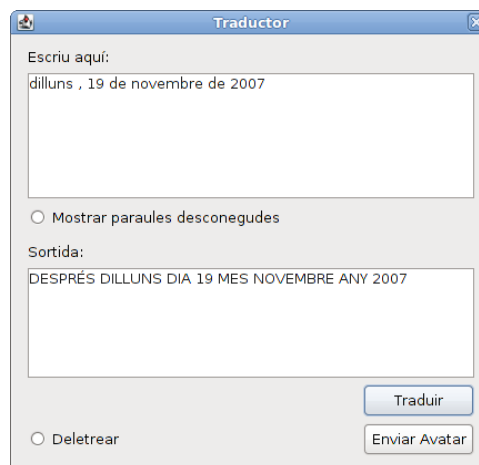 Traductor
Escriu aquí:
dilluns , 19 de novembre de 2007
Mostrar paraules desconegudes
Sortida:
DESPRÉS DILLUNS DIA 19 MES NOVEMBRE ANY 2007
Traduir
Deletrear
Enviar Avatar